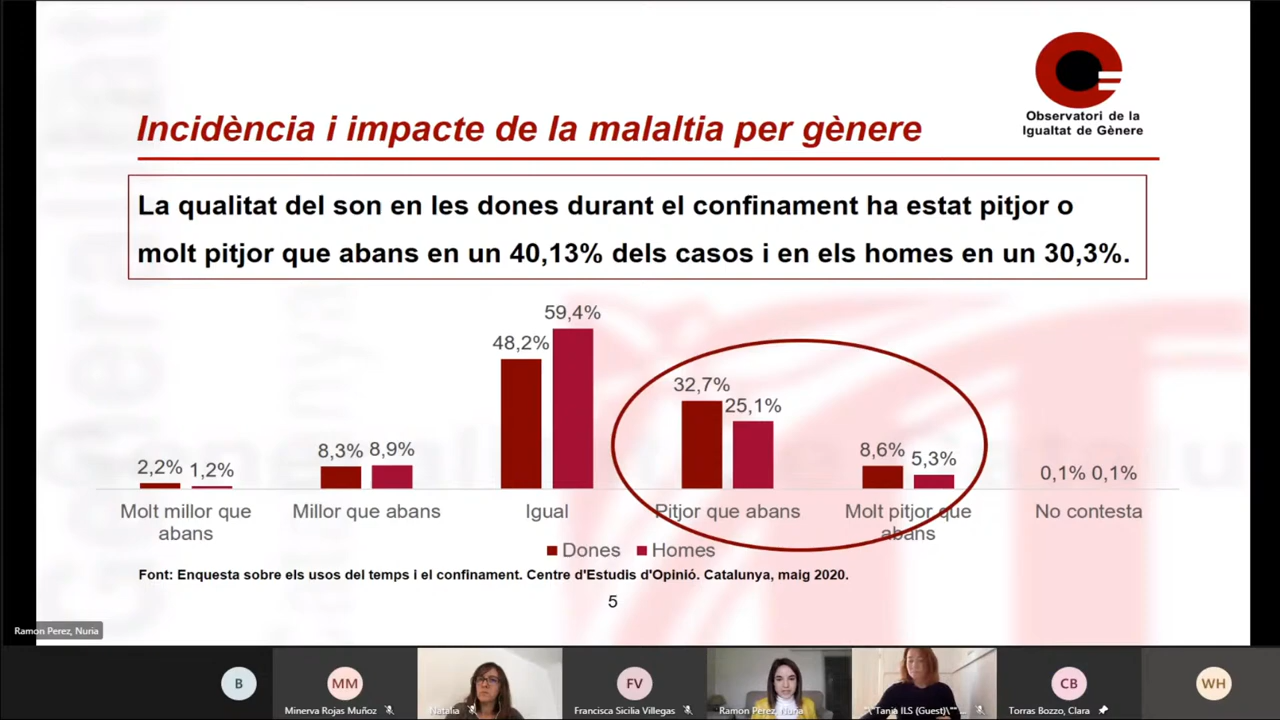 Observatori de la
Igualtat de Gènere
Incidència i impacte de la malaltia per gènere
La qualitat del son en les dones durant el confinament ha estat pitjor o
molt pitjor que abans en un 40,13% dels casos i en els homes en un 30,3%.
2,2% 1,2%
8,3% 8,9%
48,2% 59,4%
32,7% 25,1%
8,6% 5,3%
0,1% 0,1%
Molt millor que
abans
Millor que abans
Igual
Pitjor que abans
Molt pitjor que
abans
No contesta
Dones Homes
Font: Enquesta sobre els usos del temps i el confinament. Centre d'Estudis d'Opinió. Catalunya, maig 2020.
5
Ramon Perez, Nuria
B
MM
Minerva Rojas Muñoz
Natalia
FV
Francisca Sicilia Villegas
Ramon Perez, Nuria
"\"Tania ILS (Guest)\"" ...
CB
Torras Bozzo, Clara
WH